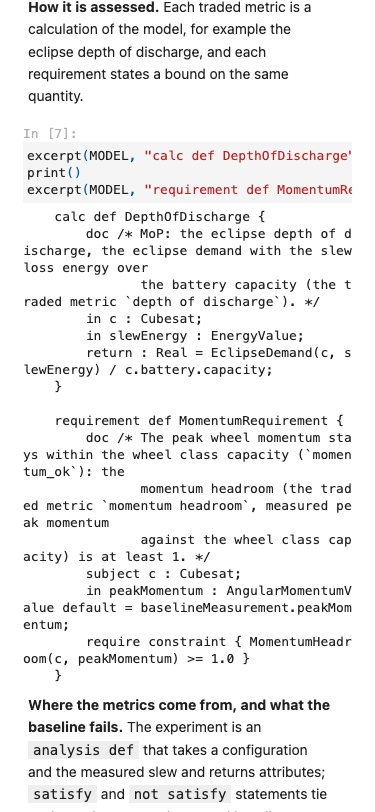 How it is assessed. Each traded metric is a
calculation of the model, for example the
eclipse depth of discharge, and each
requirement states a bound on the same
quantity.
In [7]:
excerpt(MODEL, "calc def DepthOfDischarge"
print()
excerpt(MODEL, "requirement def MomentumRe
calc def DepthOfDischarge {
doc /* MoP: the eclipse depth of d
ischarge, the eclipse demand with the slew
loss energy over
the battery capacity (the t
raded metric `depth of discharge`). */
in c : Cubesat;
in slewEnergy : EnergyValue;
return : Real = EclipseDemand(c, s
lewEnergy) / c.battery.capacity;
}
requirement def MomentumRequirement {
doc /* The peak wheel momentum sta
ys within the wheel class capacity (`momen
tum_ok`): the
momentum headroom (the trad
ed metric `momentum headroom`, measured pe
ak momentum
against the wheel class cap
acity) is at least 1. */
subject c : Cubesat;
in peakMomentum : AngularMomentumV
alue default = baselineMeasurement.peakMom
entum;
require constraint { MomentumHeadr
oom(c, peakMomentum) >= 1.0 }
}
Where the metrics come from, and what the
baseline fails. The experiment is an
analysis def that takes a configuration
and the measured slew and returns attributes;
satisfy and not satisfy statements tie